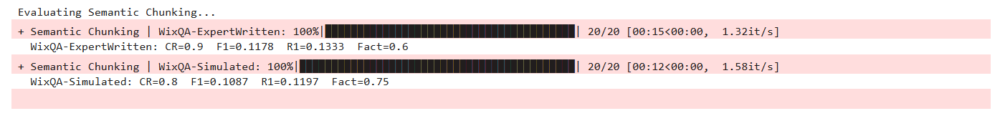 Evaluating Semantic Chunking...
+ Semantic Chunking | WixQA-ExpertWritten: 100%|██████████| 20/20 [00:15<00:00,  1.32it/s]
WixQA-ExpertWritten: CR=0.9  F1=0.1178  R1=0.1333  Fact=0.6
+ Semantic Chunking | WixQA-Simulated: 100%|██████████| 20/20 [00:12<00:00,  1.58it/s]
WixQA-Simulated: CR=0.8  F1=0.1087  R1=0.1197  Fact=0.75